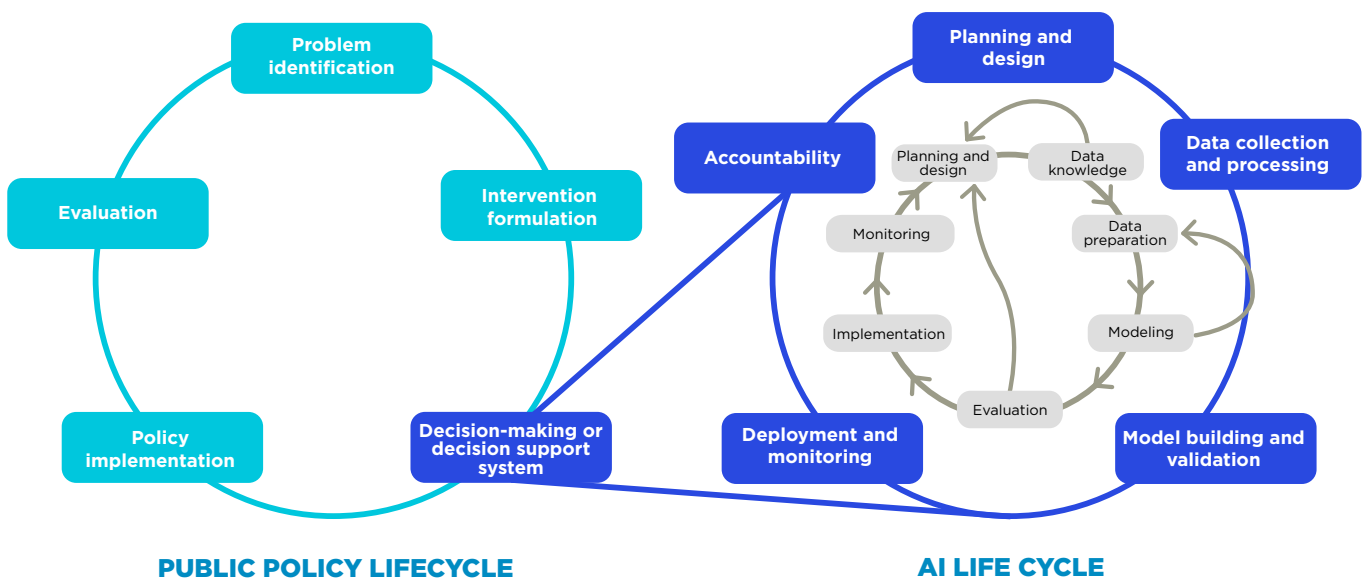 Problem
identification
Intervention
formulation
Decision-making or
decision support
system
Policy
implementation
Evaluation
PUBLIC POLICY LIFECYCLE
Planning and
design
Data collection
and processing
Model building and
validation
Deployment and
monitoring
Accountability
Planning and
design
Data
knowledge
Data
preparation
Modeling
Evaluation
Implementation
Monitoring
AI LIFE CYCLE